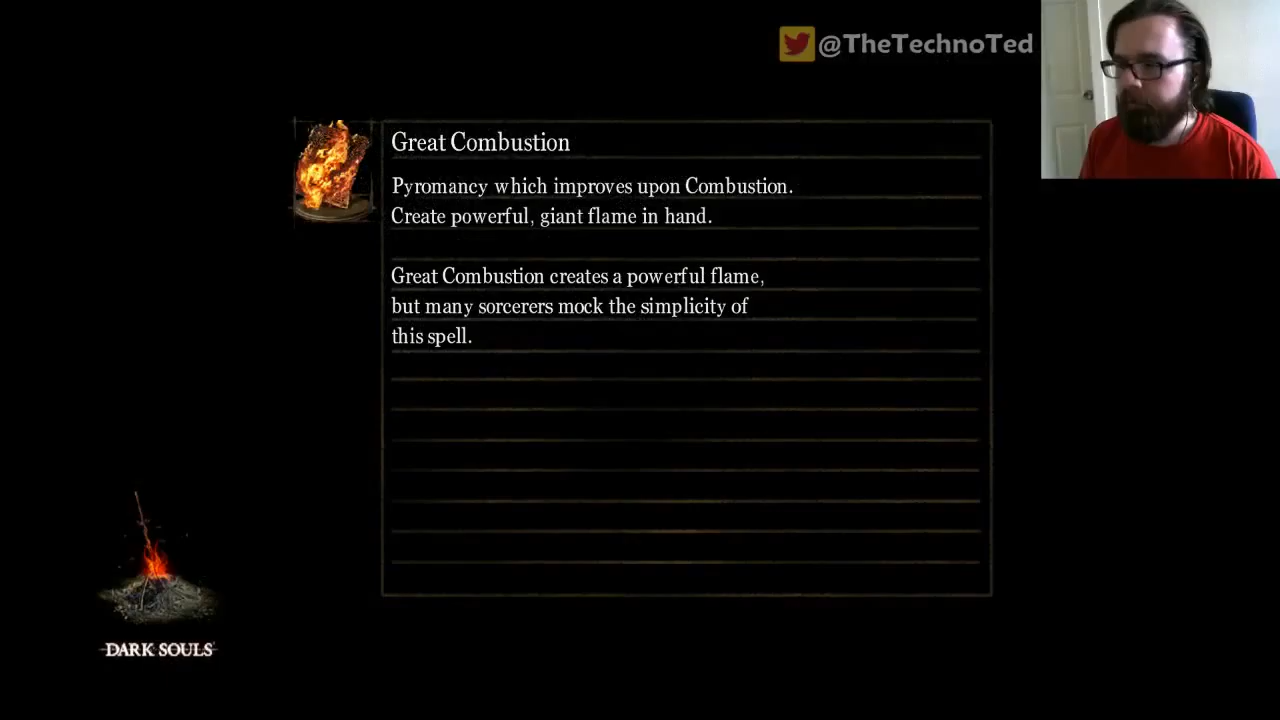 @TheTechnoTed
Great Combustion
Pyromancy which improves upon Combustion.
Create powerful, giant flame in hand.
Great Combustion creates a powerful flame,
but many sorcerers mock the simplicity of
this spell.
DARK SOULS